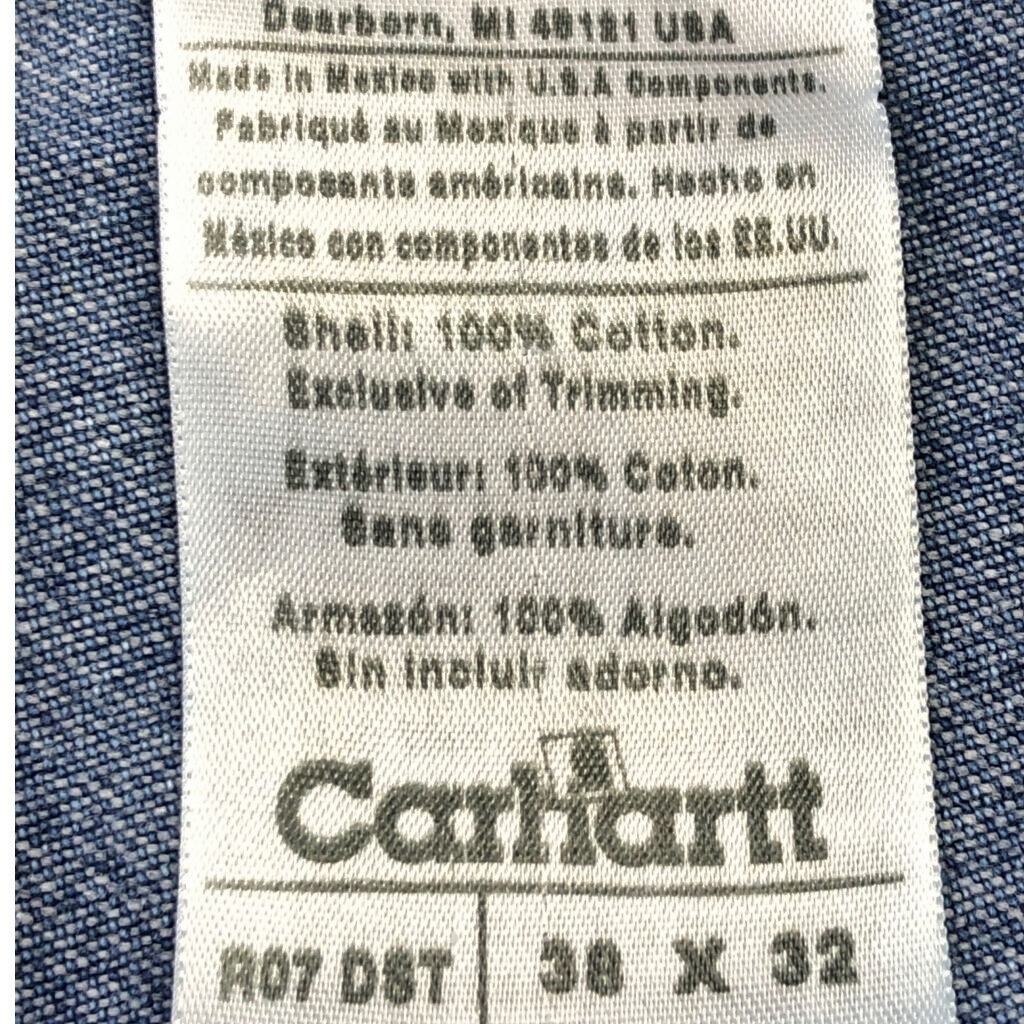 Dearborn, MI 48121 USA
Made in Mexico with U.S.A Components.
Fabriqué au Mexique à partir de
composants américains. Hecho en
México con componentes de los EE.UU.
Shell: 100% Cotton.
Exclusive of Trimming.
Extérieur: 100% Coton.
Sans garniture.
Armasón: 100% Algodón.
Sin incluir adorno.
Carhartt
R07 DST 38 X 32